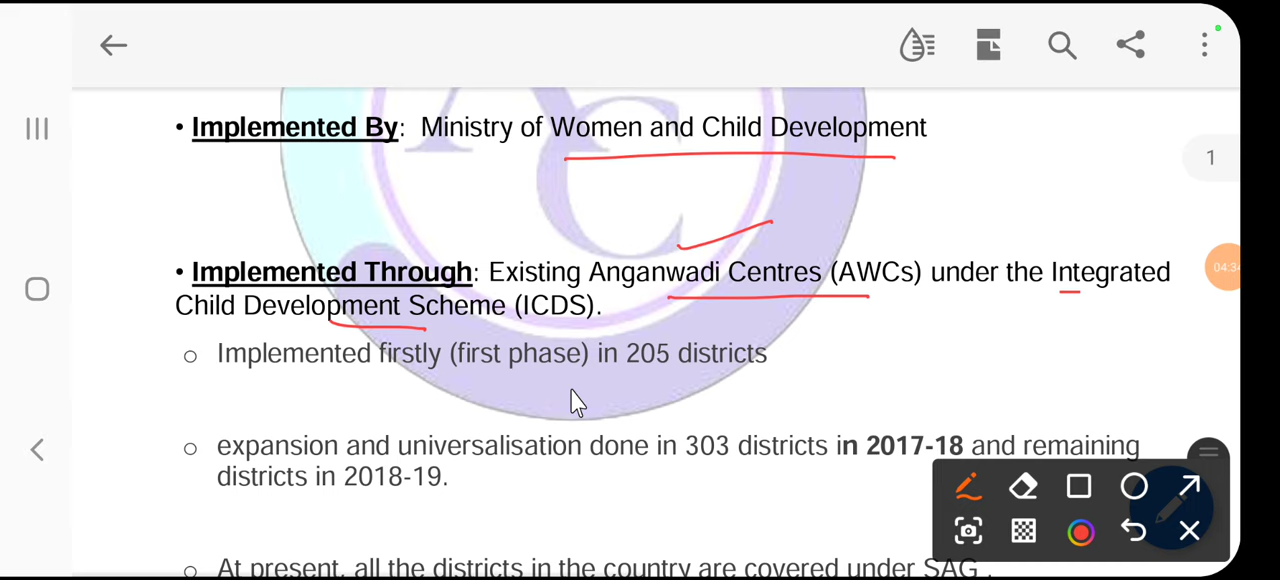 • Implemented By: Ministry of Women and Child Development
1
• Implemented Through: Existing Anganwadi Centres (AWCs) under the Integrated
Child Development Scheme (ICDS).
04:34
o Implemented firstly (first phase) in 205 districts
o expansion and universalisation done in 303 districts in 2017-18 and remaining
districts in 2018-19.
o At present, all the districts in the country are covered under SAG .